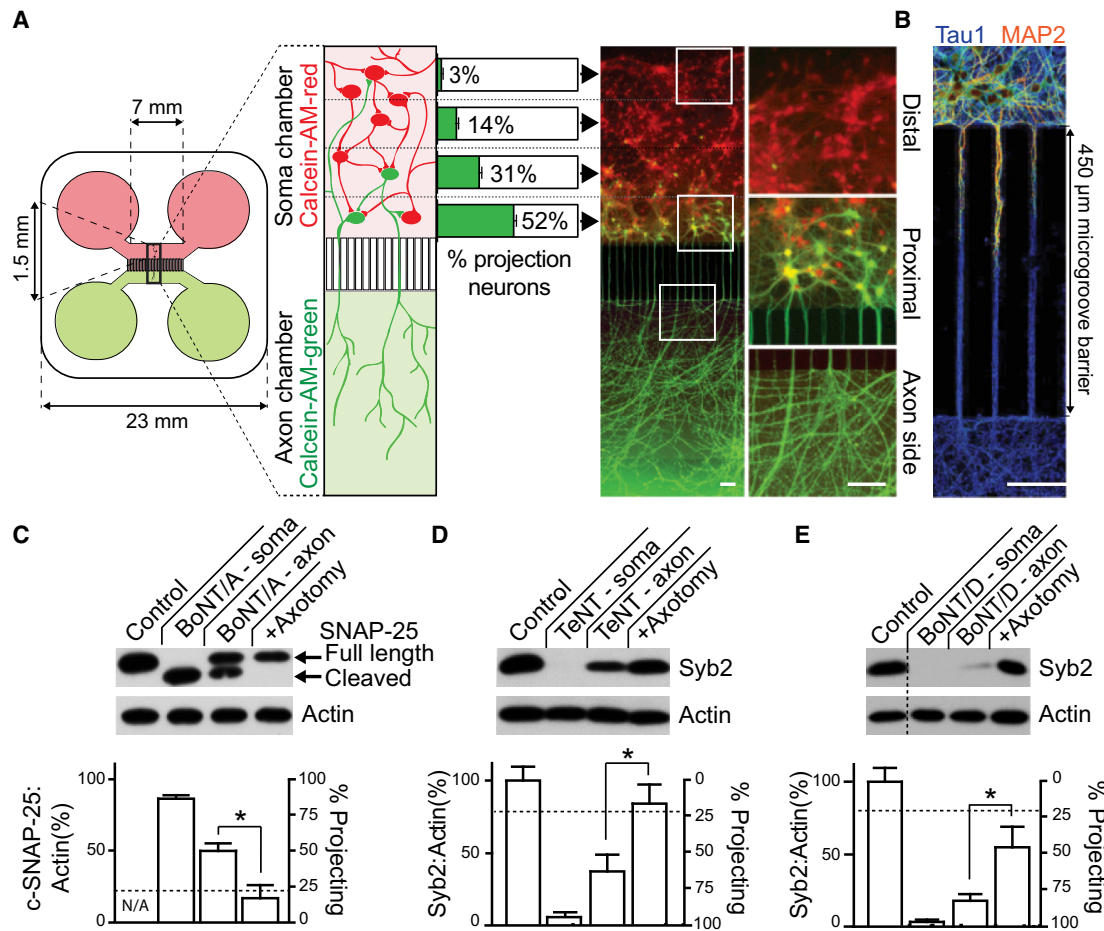 A
7 mm
1.5 mm
23 mm
Soma chamber
Calcein-AM-red
Axon chamber
Calcein-AM-green
3%
14%
31%
52%
% projection
neurons
Distal
Proximal
Axon side
B
Tau1 MAP2
450 µm microgroove barrier
C
Control
BoNT/A - soma
BoNT/A - axon
+Axotomy
SNAP-25
Full length
Cleaved
Actin
c-SNAP-25:
Actin(%)
100
50
0
N/A
*
100
75
50
25
0
% Projecting
D
Control
TeNT - soma
TeNT - axon
+Axotomy
Syb2
Actin
Syb2:Actin(%)
100
50
0
*
0
25
50
75
100
% Projecting
E
Control
BoNT/D - soma
BoNT/D - axon
+Axotomy
Syb2
Actin
Syb2:Actin(%)
100
50
0
*
0
25
50
75
100
% Projecting